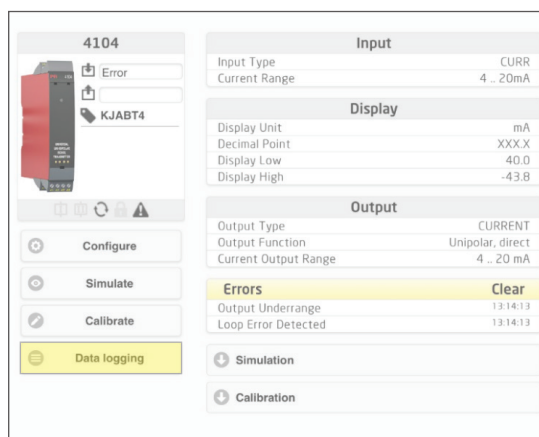 4104
Error
KJABT4
Configure
Simulate
Calibrate
Data logging
Input
Input Type CURR
Current Range 4 .. 20mA
Display
Display Unit mA
Decimal Point XXX.X
Display Low 40.0
Display High -43.8
Output
Output Type CURRENT
Output Function Unipolar, direct
Current Output Range 4 .. 20 mA
Errors Clear
Output Underrange 13:14:13
Loop Error Detected 13:14:13
Simulation
Calibration